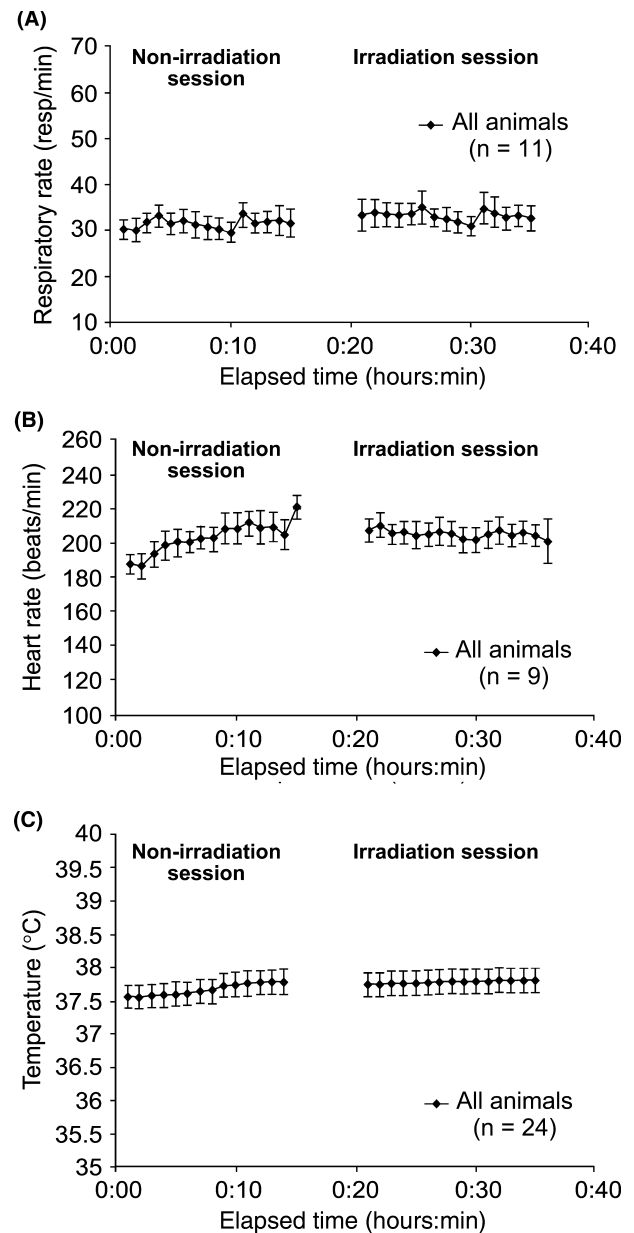 (A)
70
60
50
40
30
20
10
Respiratory rate (resp/min)
Non-irradiation
session
Irradiation session
All animals
(n = 11)
0:00 0:10 0:20 0:30 0:40
Elapsed time (hours:min)
(B)
260
240
220
200
180
160
140
120
100
Heart rate (beats/min)
Non-irradiation
session
Irradiation session
All animals
(n = 9)
0:00 0:10 0:20 0:30 0:40
Elapsed time (hours:min)
(C)
40
39.5
39
38.5
38
37.5
37
36.5
36
35.5
35
Temperature (°C)
Non-irradiation
session
Irradiation session
All animals
(n = 24)
0:00 0:10 0:20 0:30 0:40
Elapsed time (hours:min)